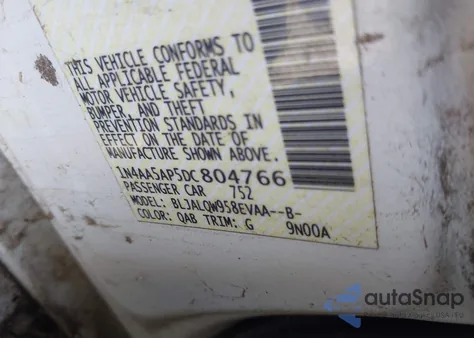 THIS VEHICLE CONFORMS TO
ALL APPLICABLE FEDERAL
MOTOR VEHICLE SAFETY,
BUMPER, AND THEFT
PREVENTION STANDARDS IN
EFFECT ON THE DATE OF
MANUFACTURE SHOWN ABOVE.
1N4AA5AP5DC804766
PASSENGER CAR 752
MODEL: BLJALQW958EVAA--B-
COLOR: QAB TRIM: G 9N00A
autoSnap